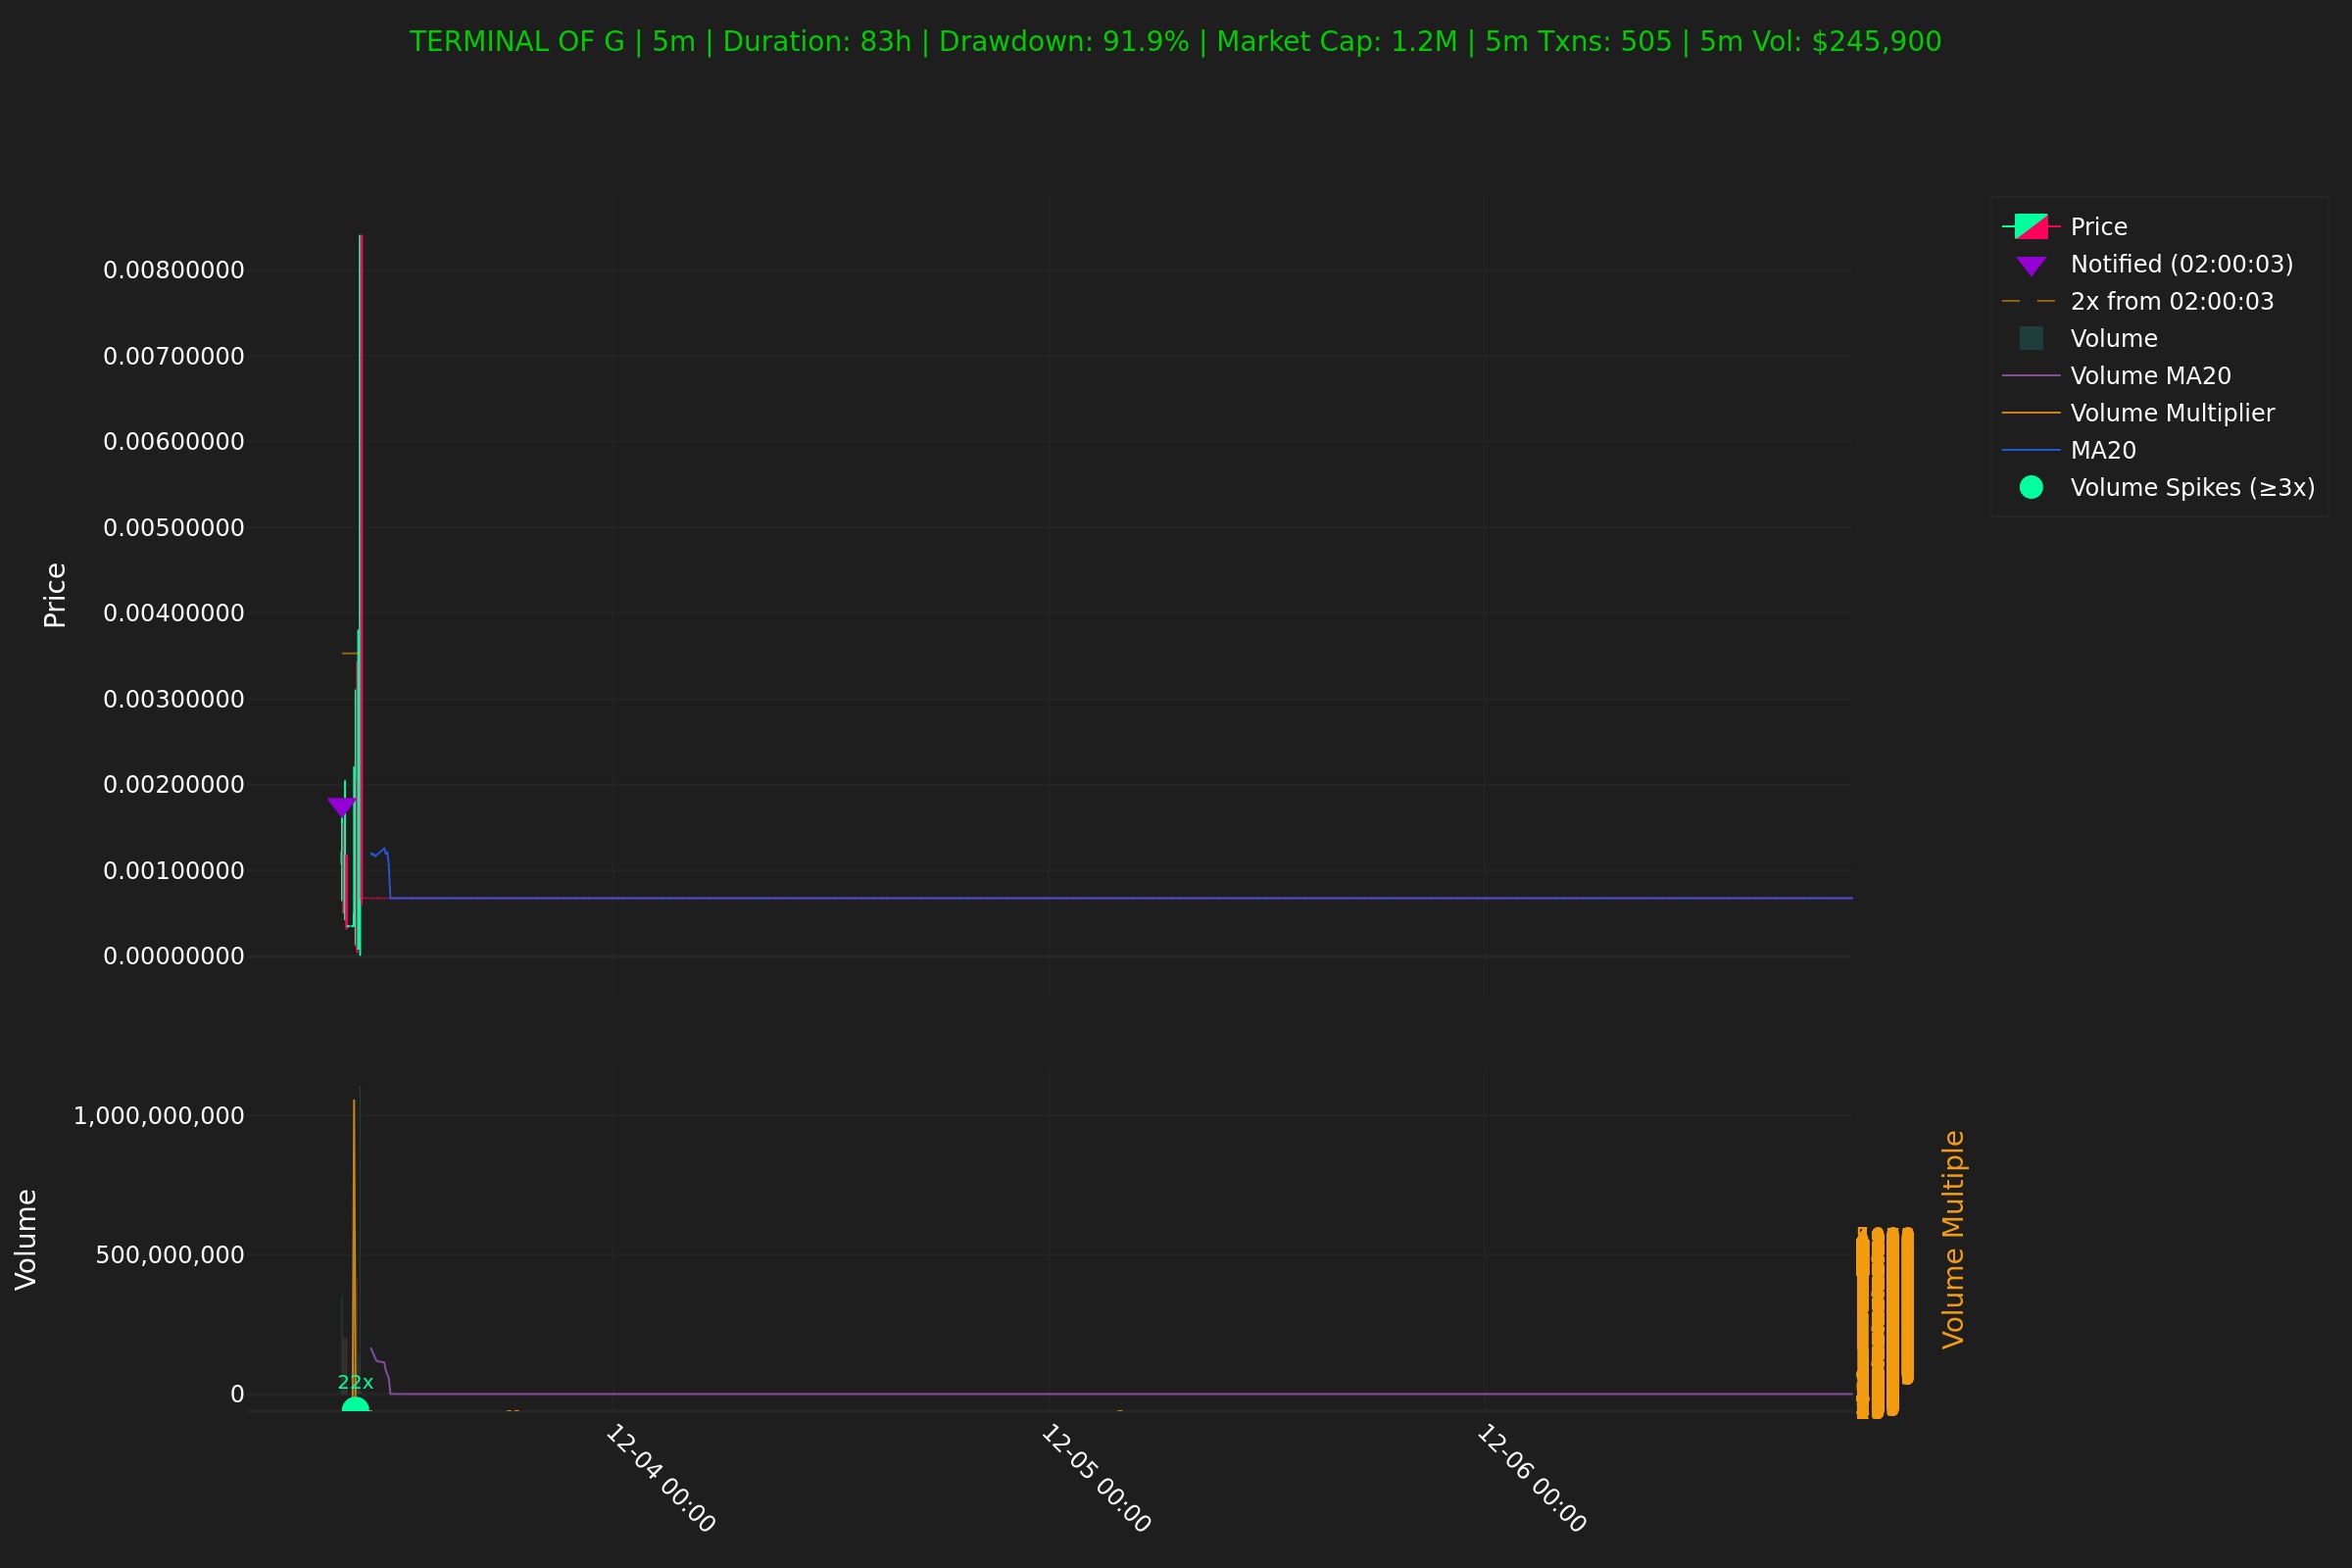 TERMINAL OF G | 5m | Duration: 83h | Drawdown: 91.9% | Market Cap: 1.2M | 5m Txns: 505 | 5m Vol: $245,900
Price
0.00800000
0.00700000
0.00600000
0.00500000
0.00400000
0.00300000
0.00200000
0.00100000
0.00000000
Price
Notified (02:00:03)
2x from 02:00:03
Volume
Volume MA20
Volume Multiplier
MA20
Volume Spikes (≥3x)
Volume
1,000,000,000
500,000,000
0
22x
Volume Multiple
12-04 00:00
12-05 00:00
12-06 00:00